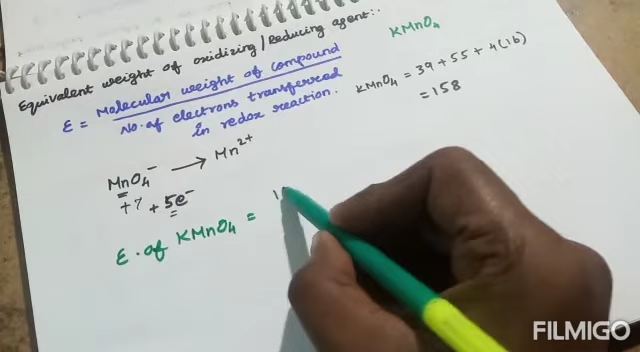 Equivalent weight of oxidizing/Reducing agent:.
E = Molecular weight of compound
No. of electrons transferred
in redox reaction.
KMnO₄
KMnO₄ = 39 + 55 + 4(16)
= 158
MnO₄⁻ → Mn²⁺
+7 + 5e⁻
E. of KMnO₄ =
FILMIGO